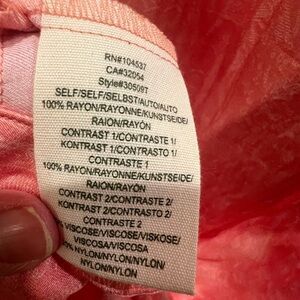 RN#104537
CA#32054
Style#305097
SELF/SELF/SELBST/AUTO/AUTO
100% RAYON/RAYONNE/KUNSTSEIDE/
RAION/RAYÓN
CONTRAST 1/CONTRASTE 1/
KONTRAST 1/CONTRASTO 1/
CONTRASTE 1
100% RAYON/RAYONNE/KUNSTSEIDE/
RAION/RAYÓN
CONTRAST 2/CONTRASTE 2/
KONTRAST 2/CONTRASTO 2/
CONTRASTE 2
VISCOSE/VISCOSE/VISKOSE/
VISCOSA/VISCOSA
NYLON/NYLON/NYLON/
NYLON/NYLON